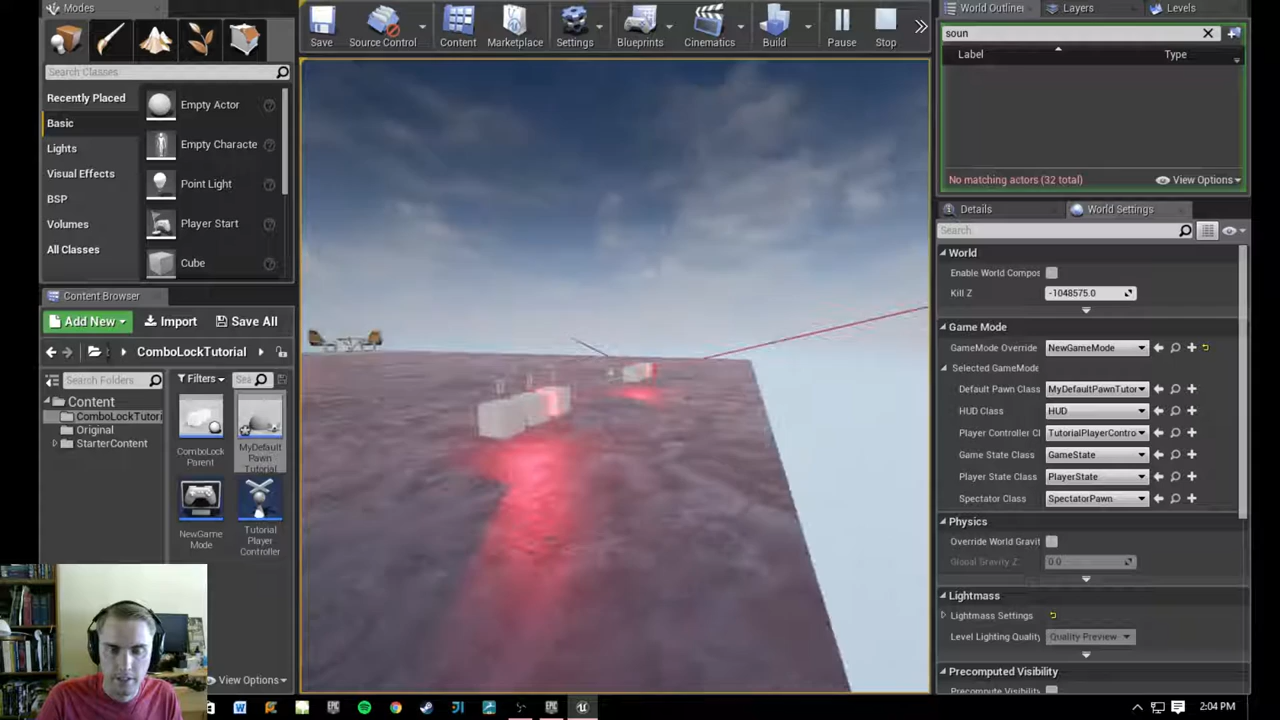 Modes
World Outliner
Layers
Levels
Save
Source Control
Content
Marketplace
Settings
Blueprints
Cinematics
Build
Pause
Stop
soun
Label
Type
Search Classes
Recently Placed
Basic
Lights
Visual Effects
BSP
Volumes
All Classes
Empty Actor
Empty Characte
Point Light
Player Start
Cube
No matching actors (32 total)
View Options
Details
World Settings
Search
World
Enable World Compos
Kill Z
-1048575.0
Game Mode
GameMode Override
NewGameMode
Selected GameMode
Default Pawn Class
MyDefaultPawnTutor
HUD Class
HUD
Player Controller Cl
TutorialPlayerContro
Game State Class
GameState
Player State Class
PlayerState
Spectator Class
SpectatorPawn
Physics
Override World Gravit
Global Gravity Z
0.0
Lightmass
Lightmass Settings
Level Lighting Quality
Quality Preview
Precomputed Visibility
Precompute Visibility
Content Browser
Add New
Import
Save All
ComboLockTutorial
Search Folders
Filters
Sea
Content
ComboLockTutori
Original
StarterContent
ComboLock
Parent
MyDefault
Pawn
Tutorial
NewGame
Mode
Tutorial
Player
Controller
View Options
2:04 PM